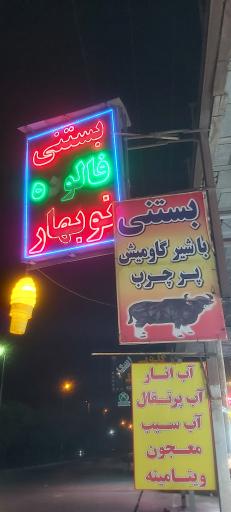 بستنی
فالوده
نوبهار
بستنی
با شیر گاومیش
پر چرب
آب انار
آب پرتقال
آب سیب
معجون
ویتامینه